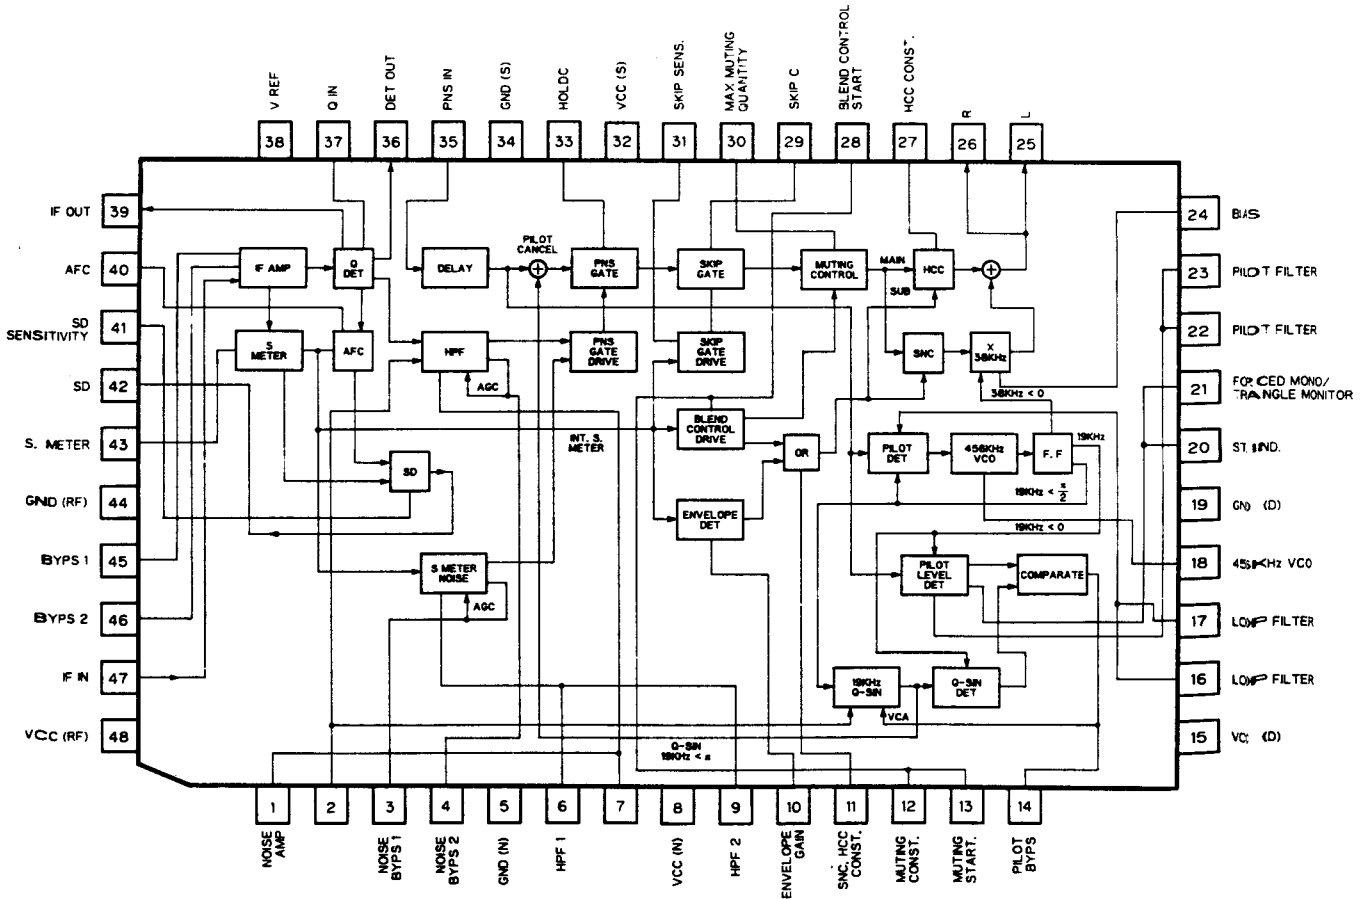 V REF
Q IN
DET OUT
PNS IN
GND (S)
HOLDC
VCC (S)
SKIP SENS.
MAX MUTING
QUANTITY
SKIP C
BLEND CONTROL
START
HCC CONST.
R
L
38
37
36
35
34
33
32
31
30
29
28
27
26
25
IF OUT
39
AFC
40
SD
SENSITIVITY
41
SD
42
S. METER
43
GND (RF)
44
BYPS 1
45
BYPS 2
46
IF IN
47
VCC (RF)
48
24
BIAS
23
PILOT FILTER
22
PILOT FILTER
21
FORCED MONO/
TRIANGLE MONITOR
20
ST. IND.
19
GND (D)
18
456KHz VCO
17
LOOP FILTER
16
LOOP FILTER
15
VCC (D)
IF AMP
Q
DET
DELAY
PILOT
CANCEL
PNS
GATE
SKIP
GATE
MUTING
CONTROL
MAIN
SUB
HCC
S
METER
AFC
HPF
AGC
PNS
GATE
DRIVE
SKIP
GATE
DRIVE
SNC
X
38KHz
38KHz < 0
BLEND
CONTROL
DRIVE
INT. S.
METER
OR
PILOT
DET
456KHz
VCO
F. F
19KHz
19KHz < π/2
SD
ENVELOPE
DET
19KHz < 0
S METER
NOISE
AGC
PILOT
LEVEL
DET
COMPARATE
19KHz
Q-SIN
Q-SIN
DET
VCA
Q-SIN
19KHz < π
1
2
3
4
5
6
7
8
9
10
11
12
13
14
NOISE
AMP
NOISE
BYPS 1
NOISE
BYPS 2
GND (N)
HPF 1
VCC (N)
HPF 2
ENVELOPE
GAIN
SNC, HCC
CONST.
MUTING
CONST.
MUTING
START.
PILOT
BYPS